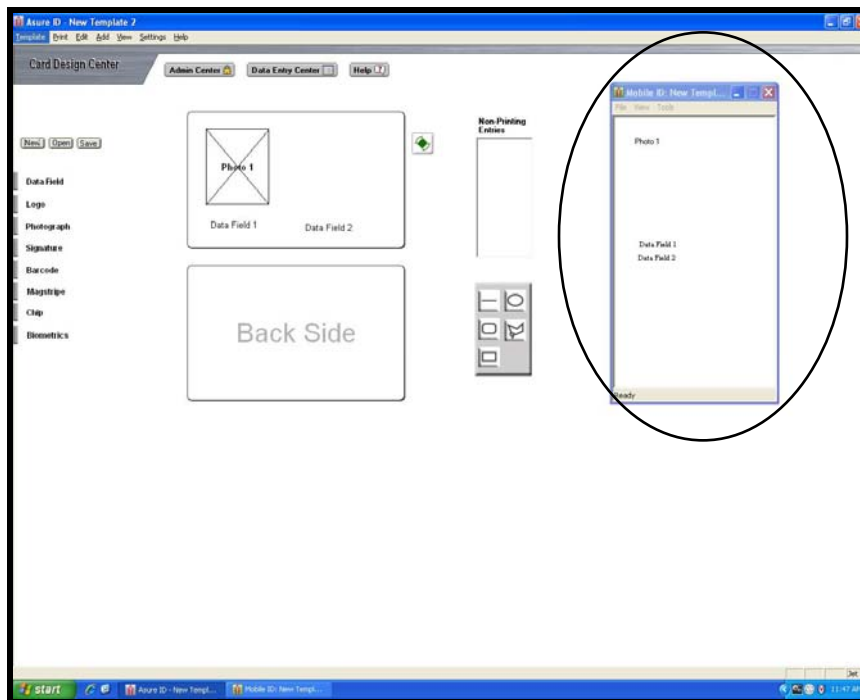 Asure ID - New Template 2
Template Print Edit Add View Settings Help
Card Design Center
Admin Center
Data Entry Center
Help
New Open Save
Data Field
Logo
Photograph
Signature
Barcode
Magstripe
Chip
Biometrics
Photo 1
Data Field 1
Data Field 2
Back Side
Non-Printing
Entries
Mobile ID: New Templ...
File View Tools
Photo 1
Data Field 1
Data Field 2
Ready
start
Asure ID - New Templ...
Mobile ID: New Templ...
11:47 AM